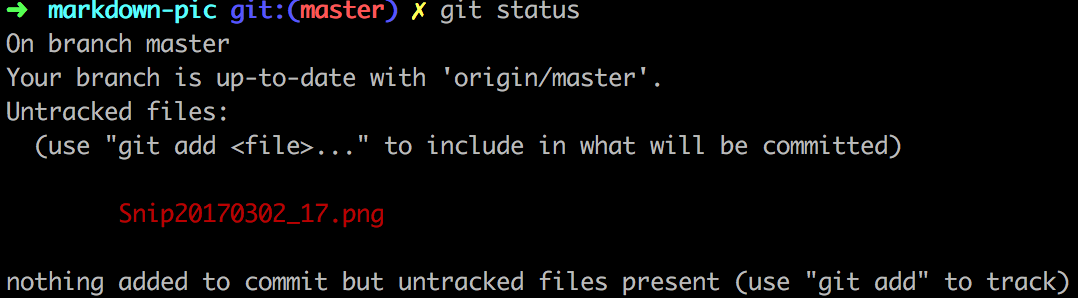 ➜ markdown-pic git:(master) ✗ git status
On branch master
Your branch is up-to-date with 'origin/master'.
Untracked files:
  (use "git add <file>..." to include in what will be committed)
        Snip20170302_17.png
nothing added to commit but untracked files present (use "git add" to track)